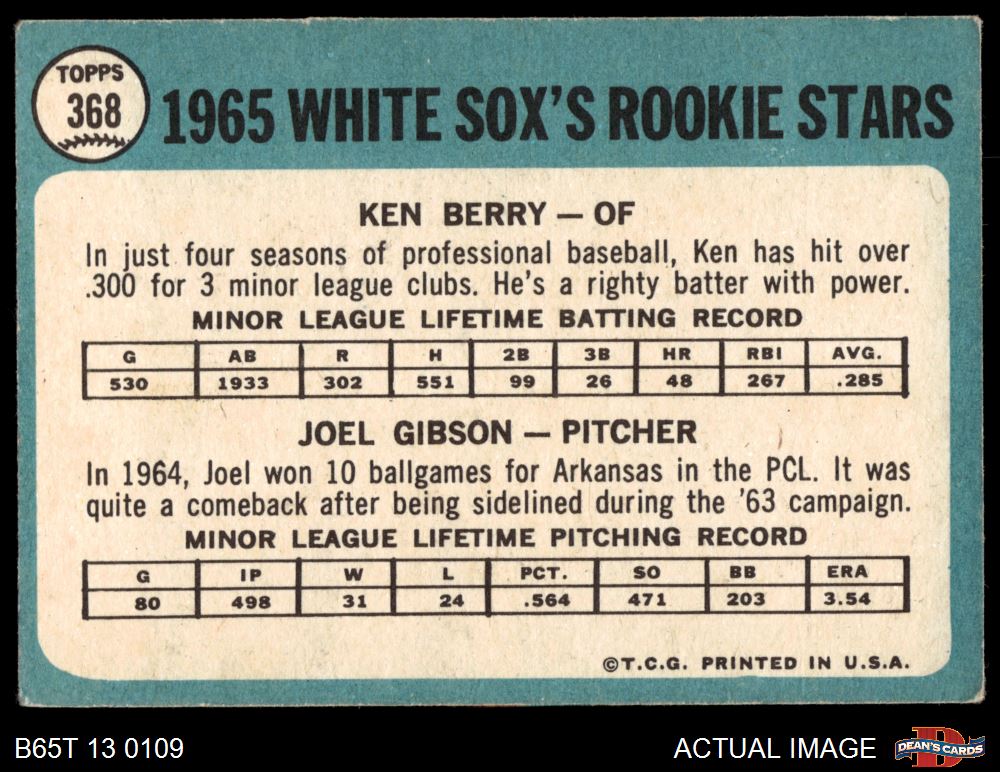 TOPPS
368
1965 WHITE SOX'S ROOKIE STARS
KEN BERRY — OF
In just four seasons of professional baseball, Ken has hit over
.300 for 3 minor league clubs. He's a righty batter with power.
MINOR LEAGUE LIFETIME BATTING RECORD
G AB R H 2B 3B HR RBI AVG.
530 1933 302 551 99 26 48 267 .285
JOEL GIBSON — PITCHER
In 1964, Joel won 10 ballgames for Arkansas in the PCL. It was
quite a comeback after being sidelined during the '63 campaign.
MINOR LEAGUE LIFETIME PITCHING RECORD
G IP W L PCT. SO BB ERA
80 498 31 24 .564 471 203 3.54
©T.C.G. PRINTED IN U.S.A.
B65T 13 0109
ACTUAL IMAGE
D
DEAN'S CARDS